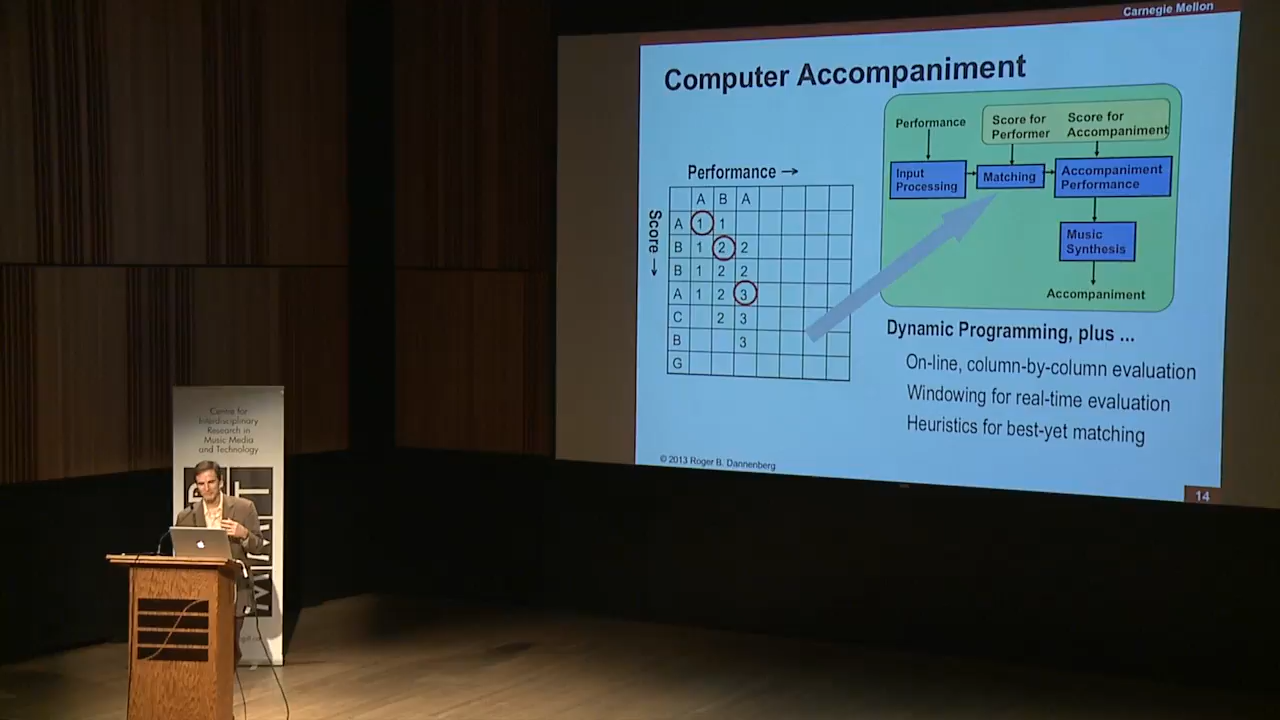 Carnegie Mellon
Computer Accompaniment
Performance →
Score →
A B A
A 1 1
B 1 2 2
B 1 2 2
A 1 2 3
C 2 3
B 3
G
Performance
Score for
Performer
Score for
Accompaniment
Input
Processing
Matching
Accompaniment
Performance
Music
Synthesis
Accompaniment
Dynamic Programming, plus ...
On-line, column-by-column evaluation
Windowing for real-time evaluation
Heuristics for best-yet matching
© 2013 Roger B. Dannenberg
14
Centre for
Interdisciplinary
Research in
Music Media
and Technology